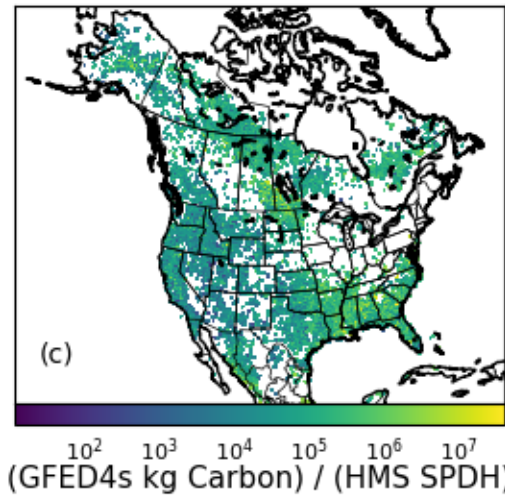 (c)
10² 10³ 10⁴ 10⁵ 10⁶ 10⁷
(GFED4s kg Carbon) / (HMS SPDH)